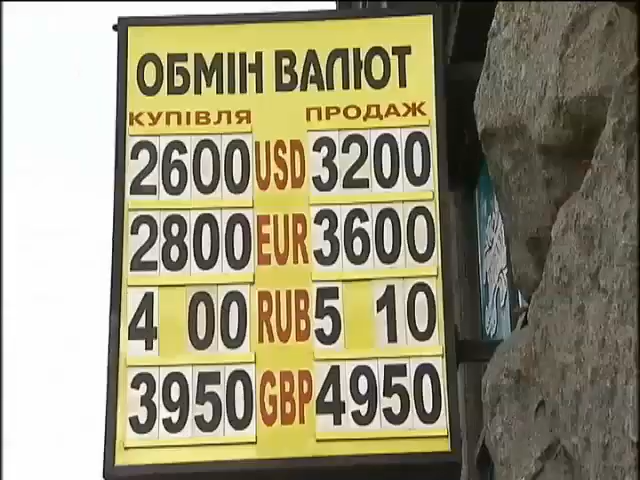 ОБМІН ВАЛЮТ
КУПІВЛЯ ПРОДАЖ
2600 USD 3200
2800 EUR 3600
4 00 RUB 5 10
3950 GBP 4950